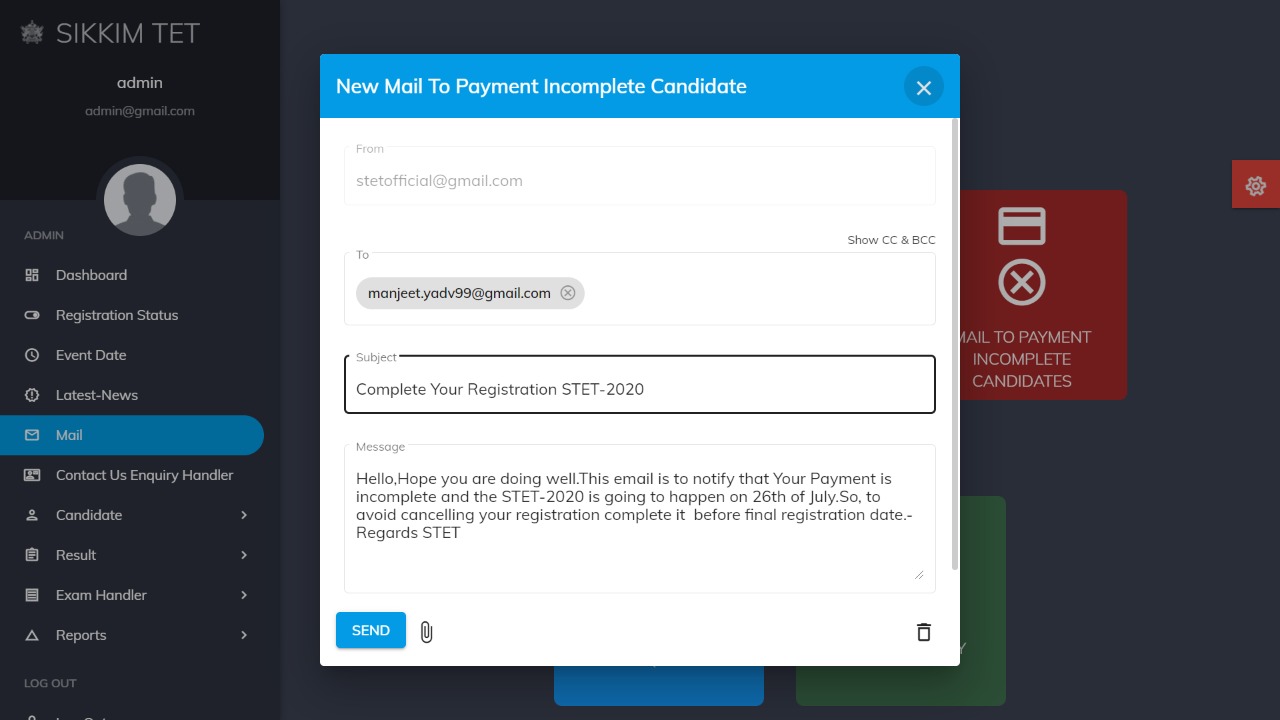 SIKKIM TET
admin
admin@gmail.com
ADMIN
Dashboard
Registration Status
Event Date
Latest-News
Mail
Contact Us Enquiry Handler
Candidate
Result
Exam Handler
Reports
LOG OUT
New Mail To Payment Incomplete Candidate
From
stetofficial@gmail.com
Show CC & BCC
To
manjeet.yadv99@gmail.com
Subject
Complete Your Registration STET-2020
Message
Hello,Hope you are doing well.This email is to notify that Your Payment is
incomplete and the STET-2020 is going to happen on 26th of July.So, to
avoid cancelling your registration complete it  before final registration date.-
Regards STET
SEND
MAIL TO PAYMENT
INCOMPLETE
CANDIDATES